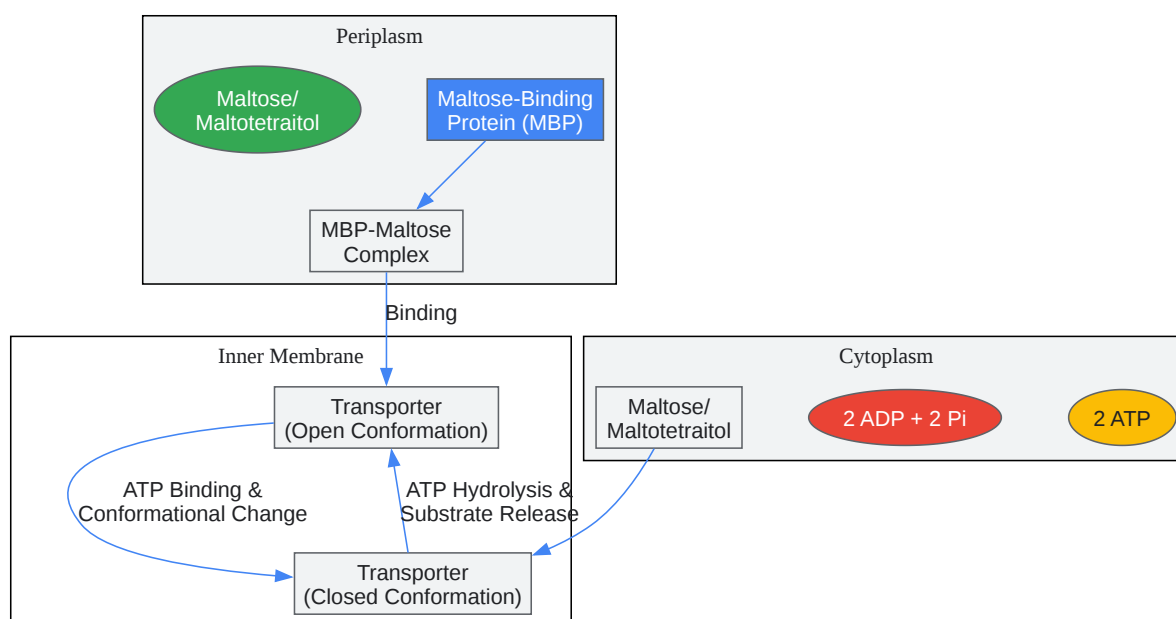 Periplasm
Maltose/
Maltotetraitol
Maltose-Binding
Protein (MBP)
MBP-Maltose
Complex
Binding
Inner Membrane
Transporter
(Open Conformation)
ATP Binding &
Conformational Change
ATP Hydrolysis &
Substrate Release
Transporter
(Closed Conformation)
Cytoplasm
Maltose/
Maltotetraitol
2 ADP + 2 Pi
2 ATP